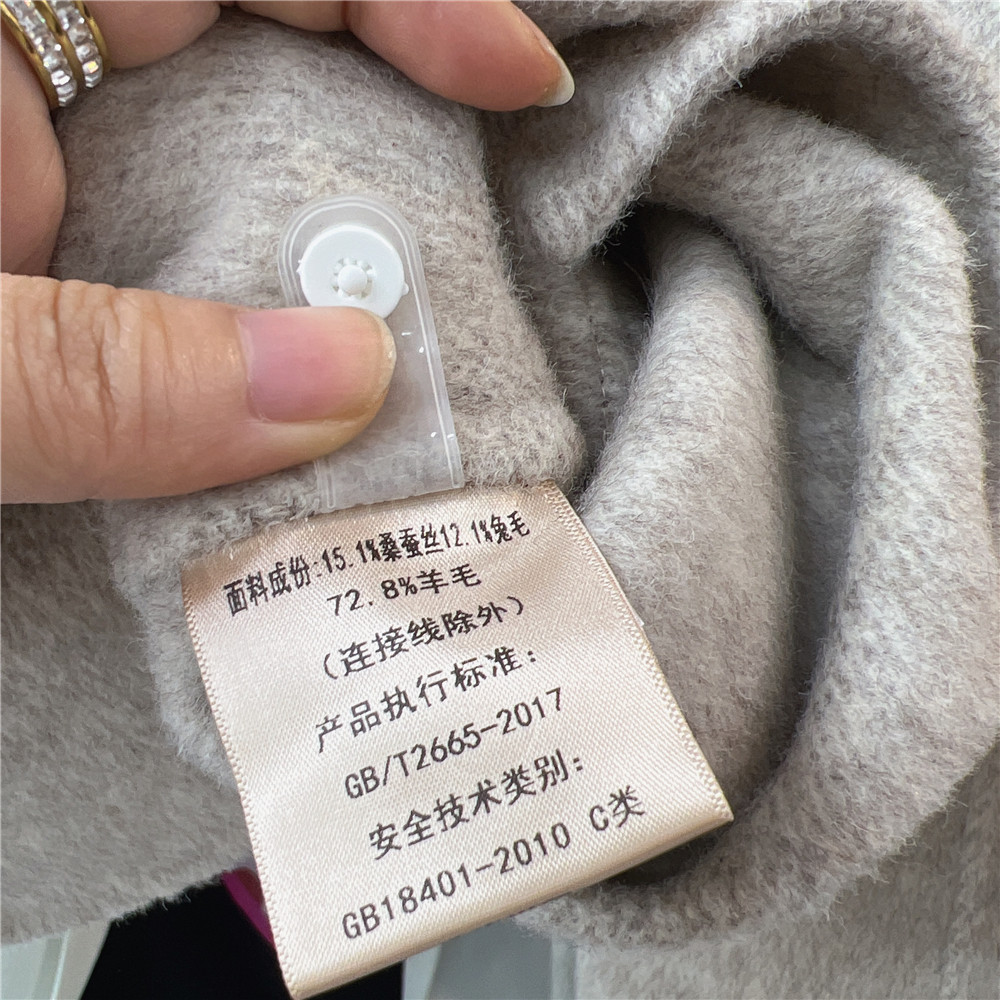 面料成份:15.1%桑蚕丝12.1%兔毛
72.8%羊毛
(连接线除外)
产品执行标准:
GB/T2665-2017
安全技术类别:
GB18401-2010 C类